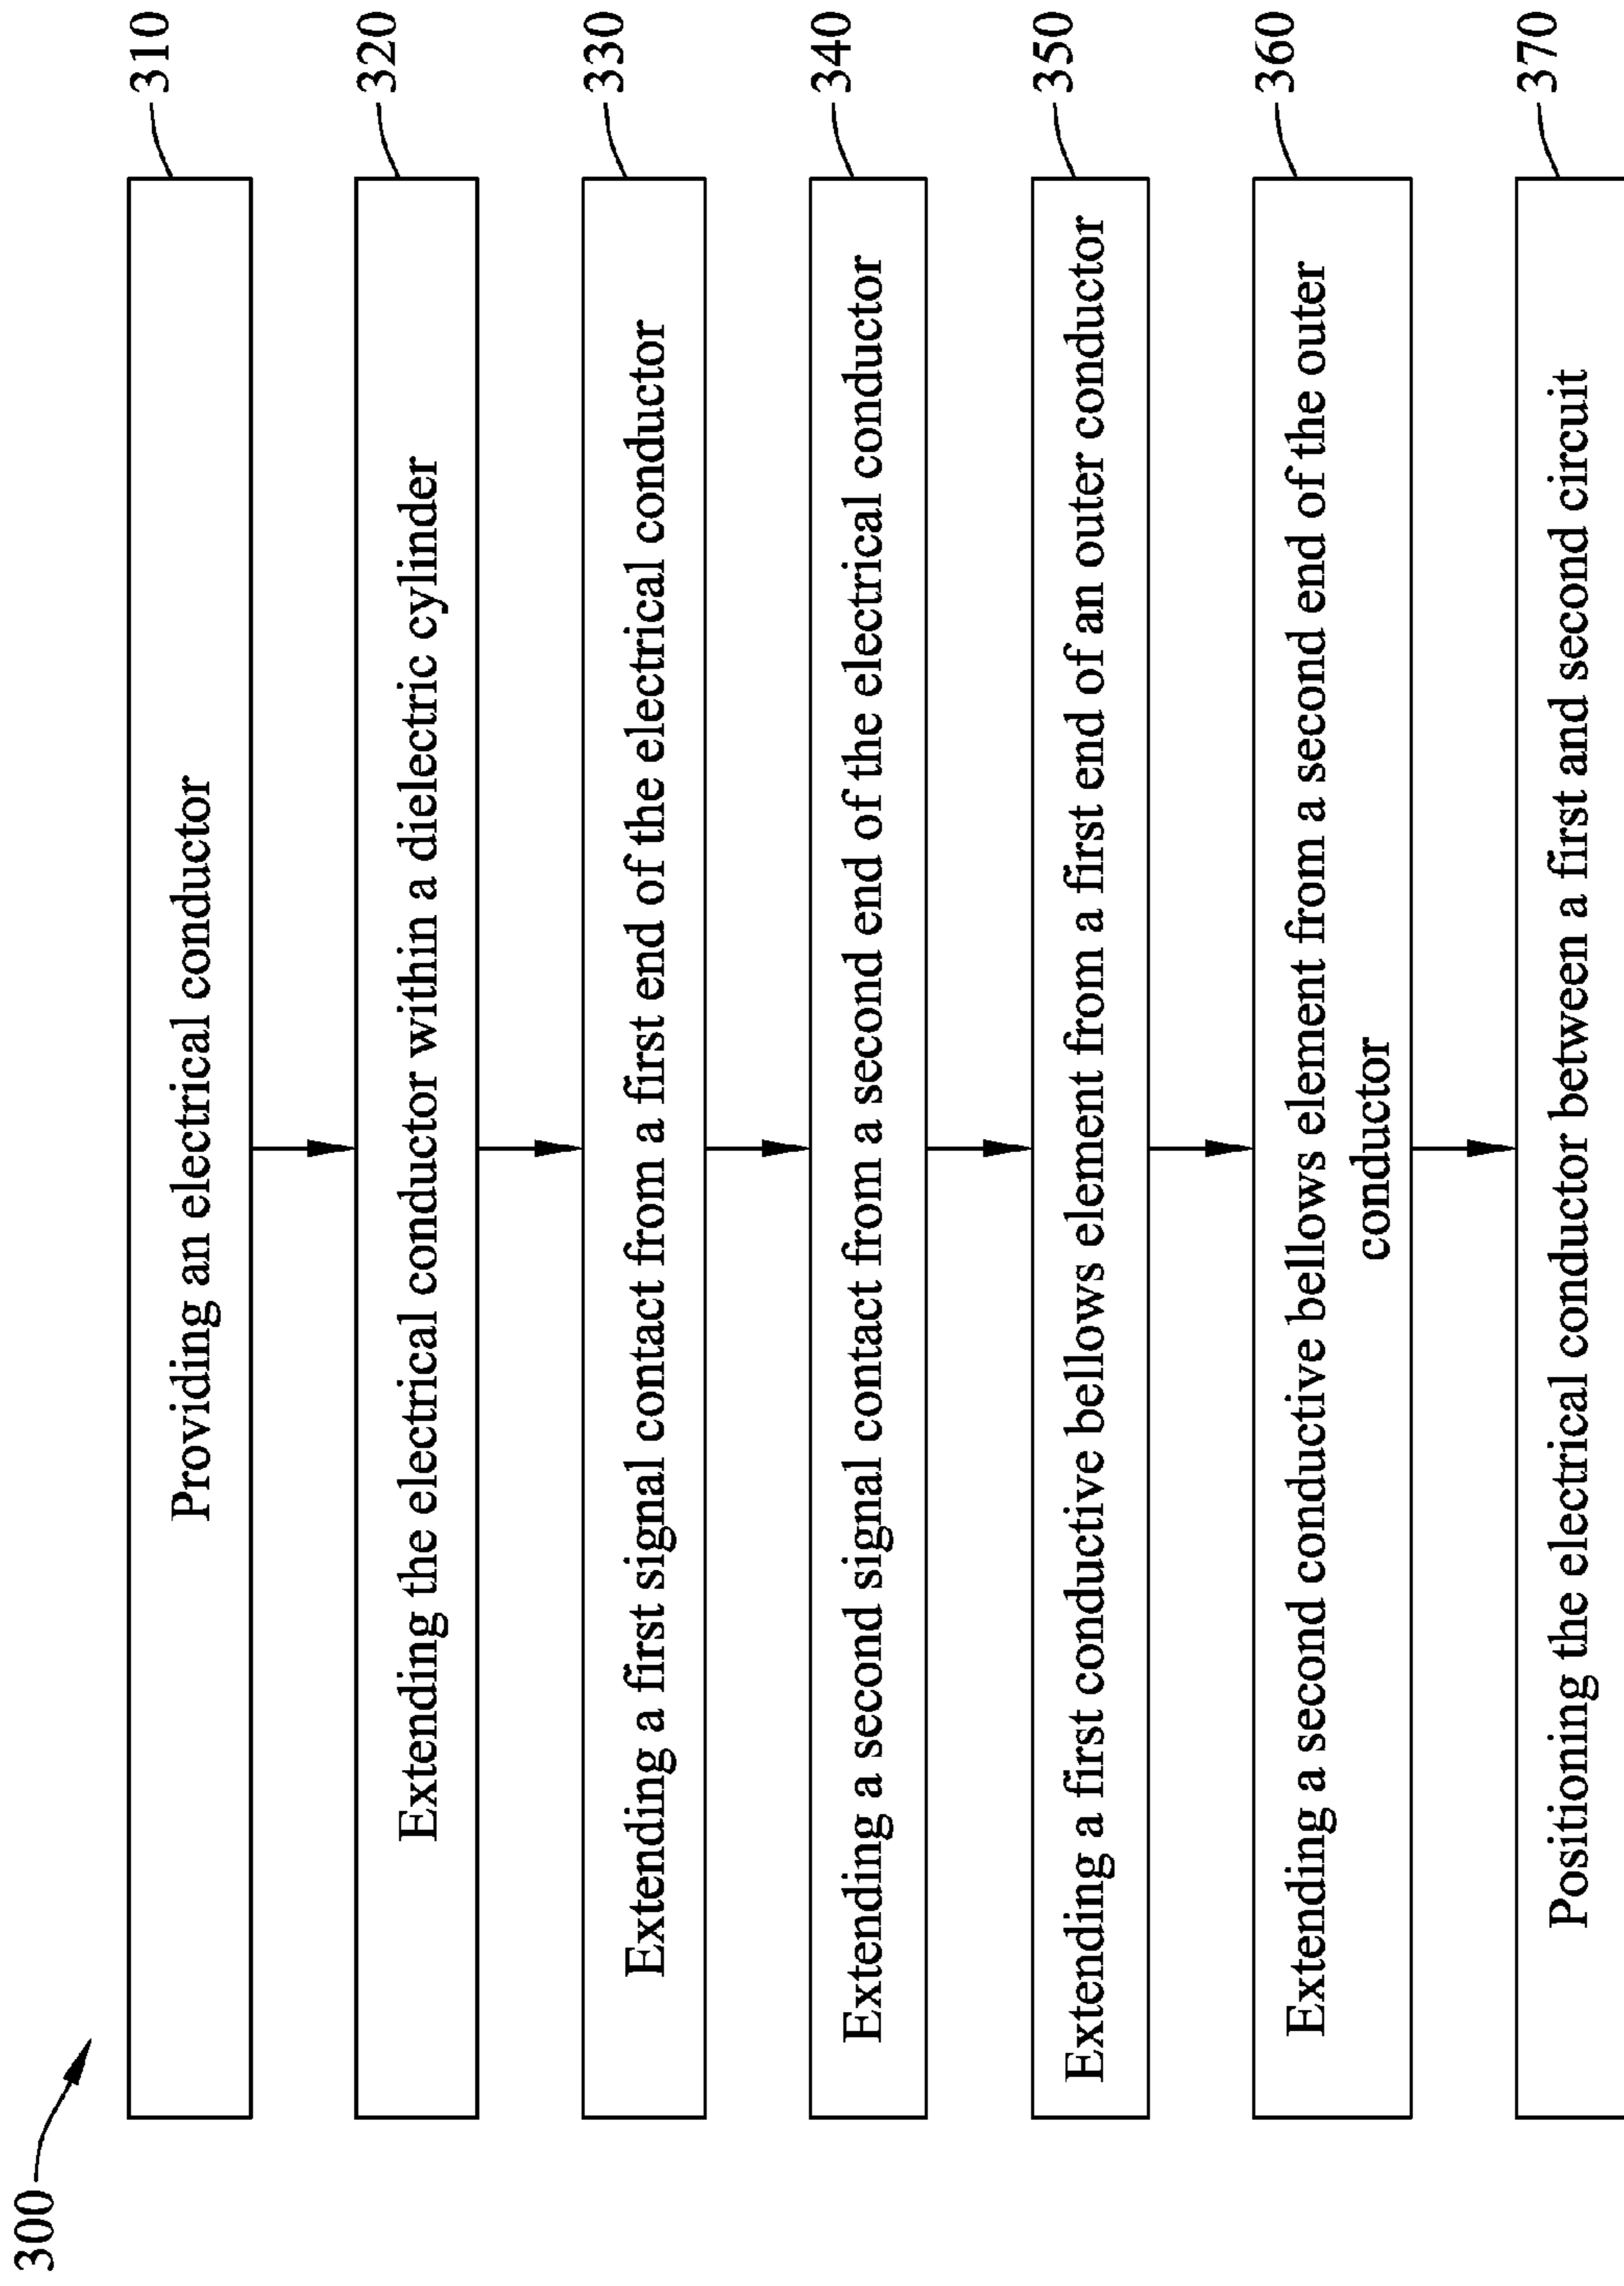 300
310
Providing an electrical conductor
320
Extending the electrical conductor within a dielectric cylinder
330
Extending a first signal contact from a first end of the electrical conductor
340
Extending a second signal contact from a second end of the electrical conductor
350
Extending a first conductive bellows element from a first end of an outer conductor
360
Extending a second conductive bellows element from a second end of the outer
conductor
370
Positioning the electrical conductor between a first and second circuit